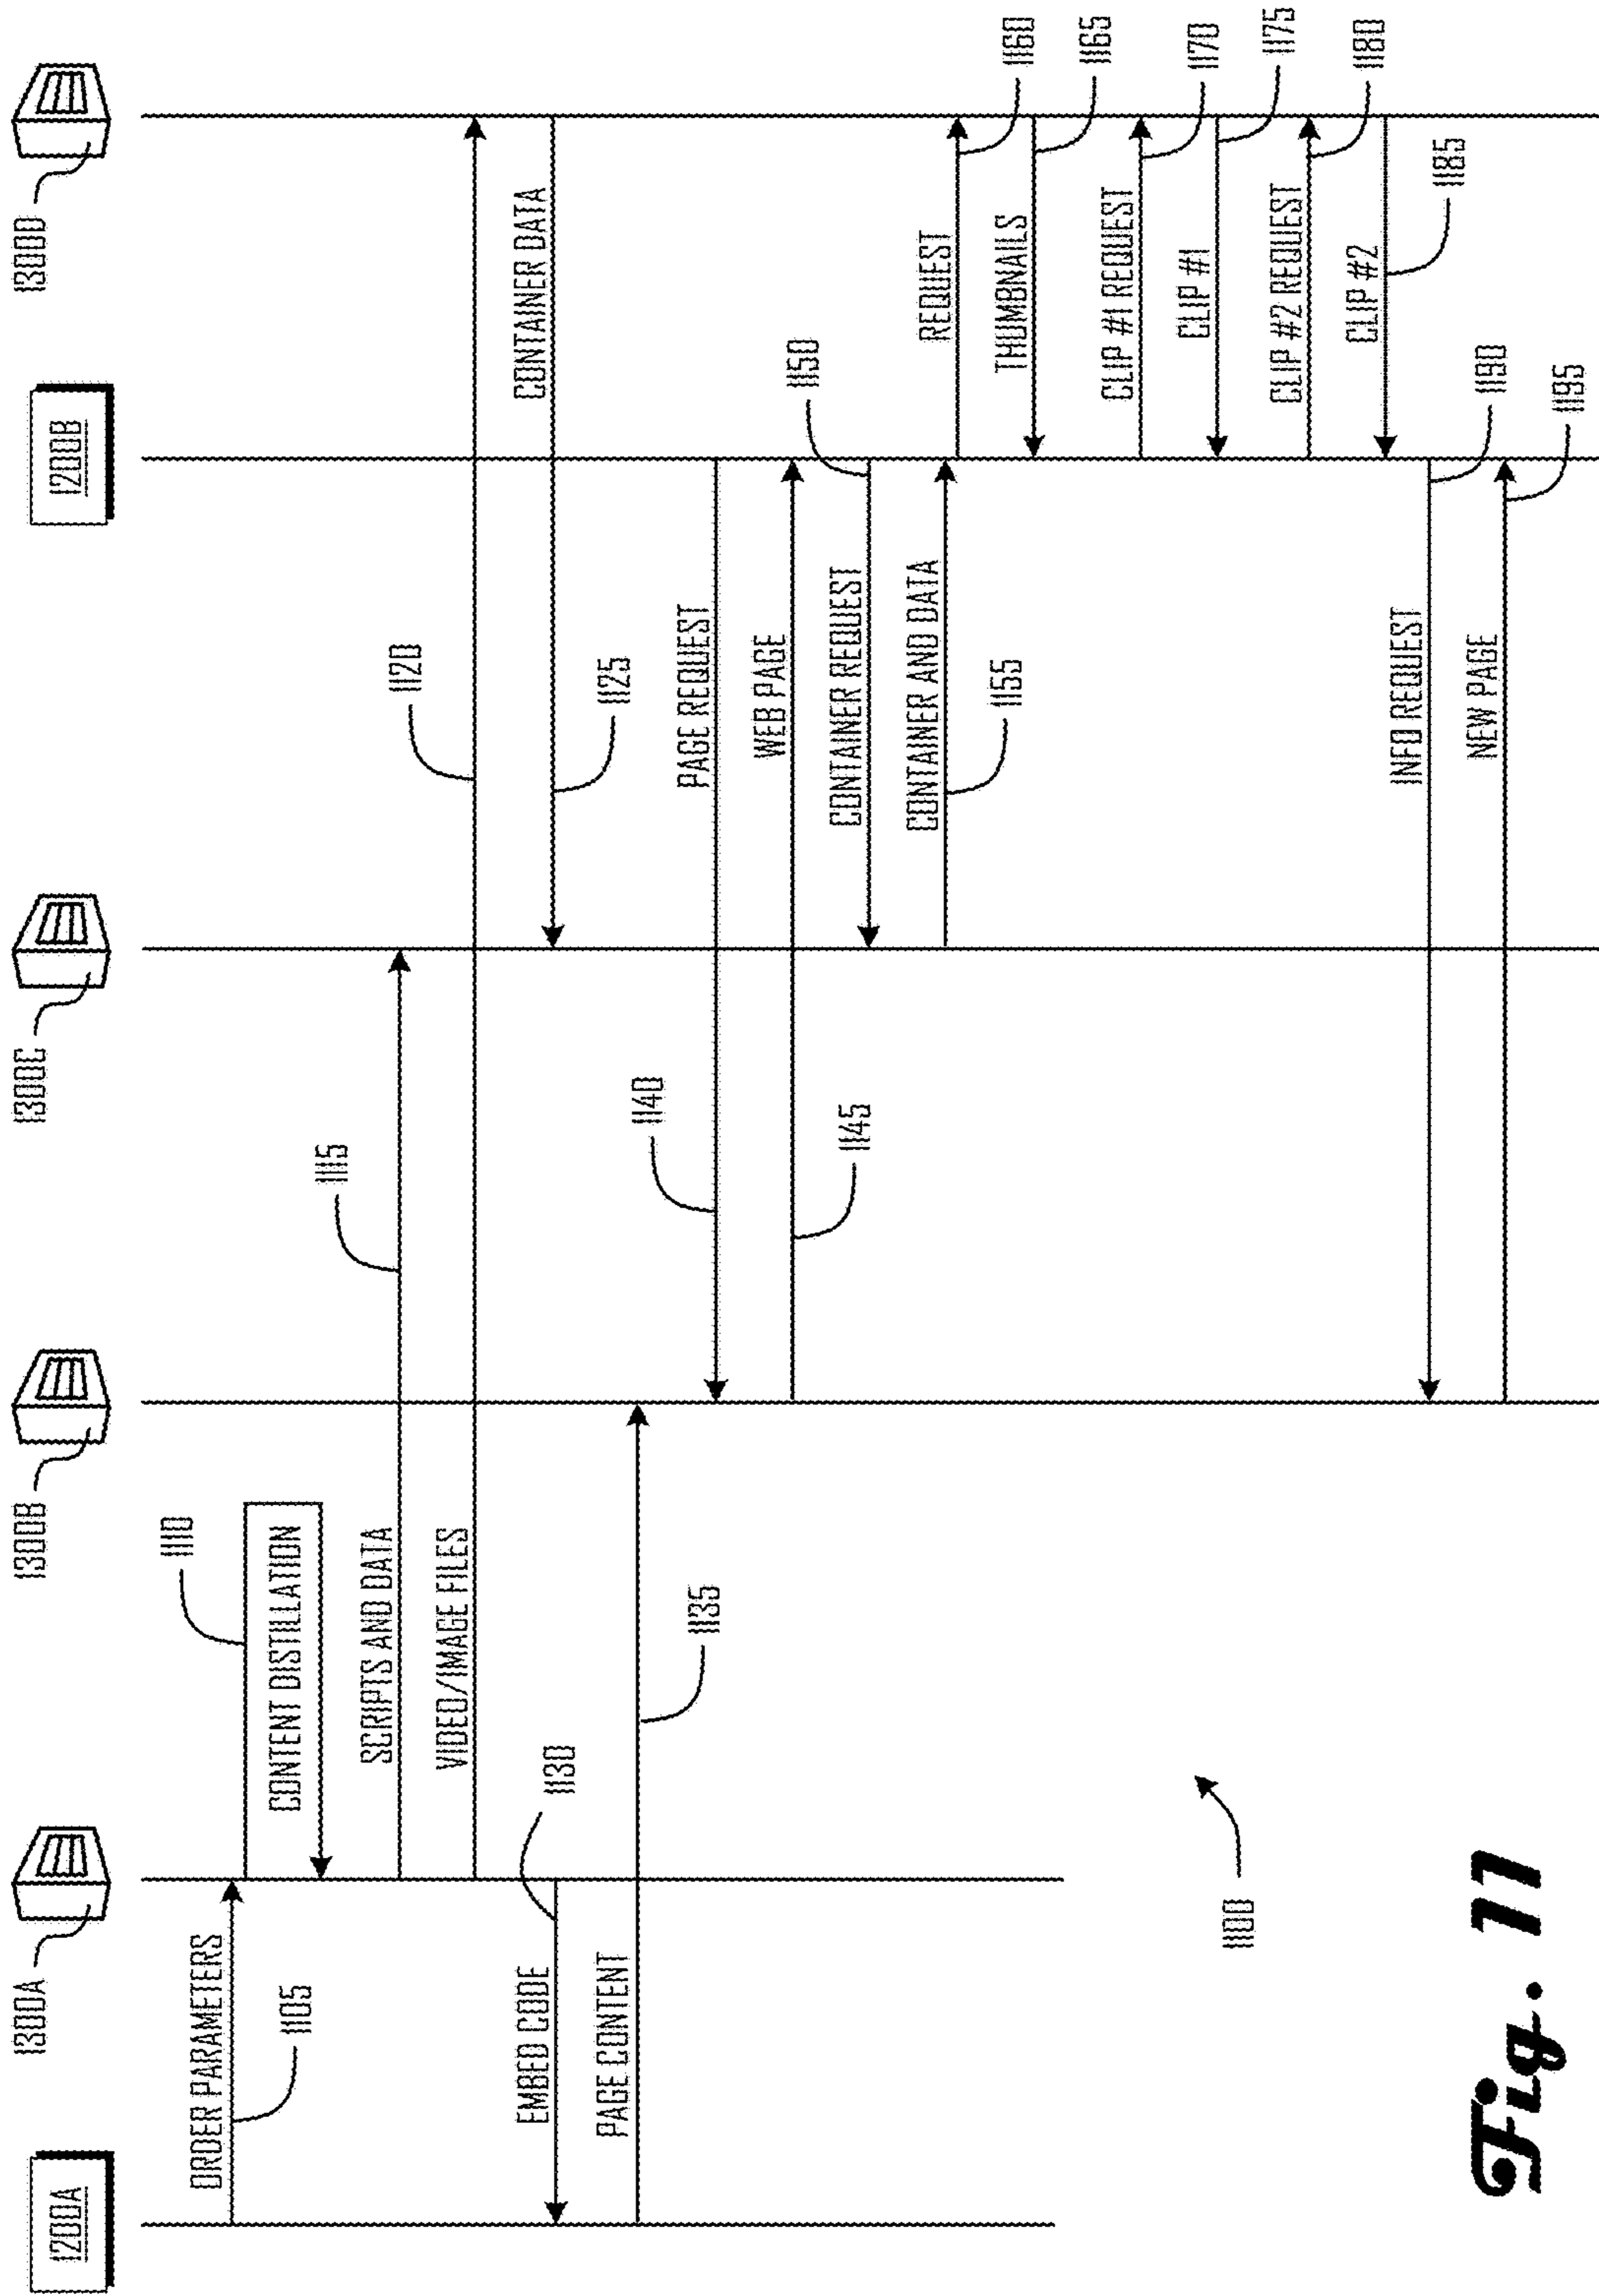 1200A
1300A
1300B
1300C
1200B
1300D
ORDER PARAMETERS
1105
1110
CONTENT DISTILLATION
SCRIPTS AND DATA
1115
VIDEO/IMAGE FILES
1120
CONTAINER DATA
1125
EMBED CODE
1130
PAGE CONTENT
1135
PAGE REQUEST
1140
WEB PAGE
1145
CONTAINER REQUEST
1150
CONTAINER AND DATA
1155
REQUEST
1160
THUMBNAILS
1165
CLIP #1 REQUEST
1170
CLIP #1
1175
CLIP #2 REQUEST
1180
CLIP #2
1185
INFO REQUEST
1190
NEW PAGE
1195
1100
Fig. 11